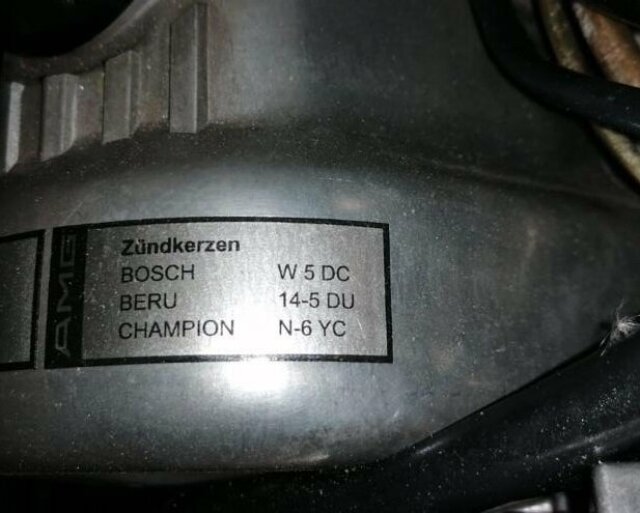 AMG
Zündkerzen
BOSCH W 5 DC
BERU 14-5 DU
CHAMPION N-6 YC